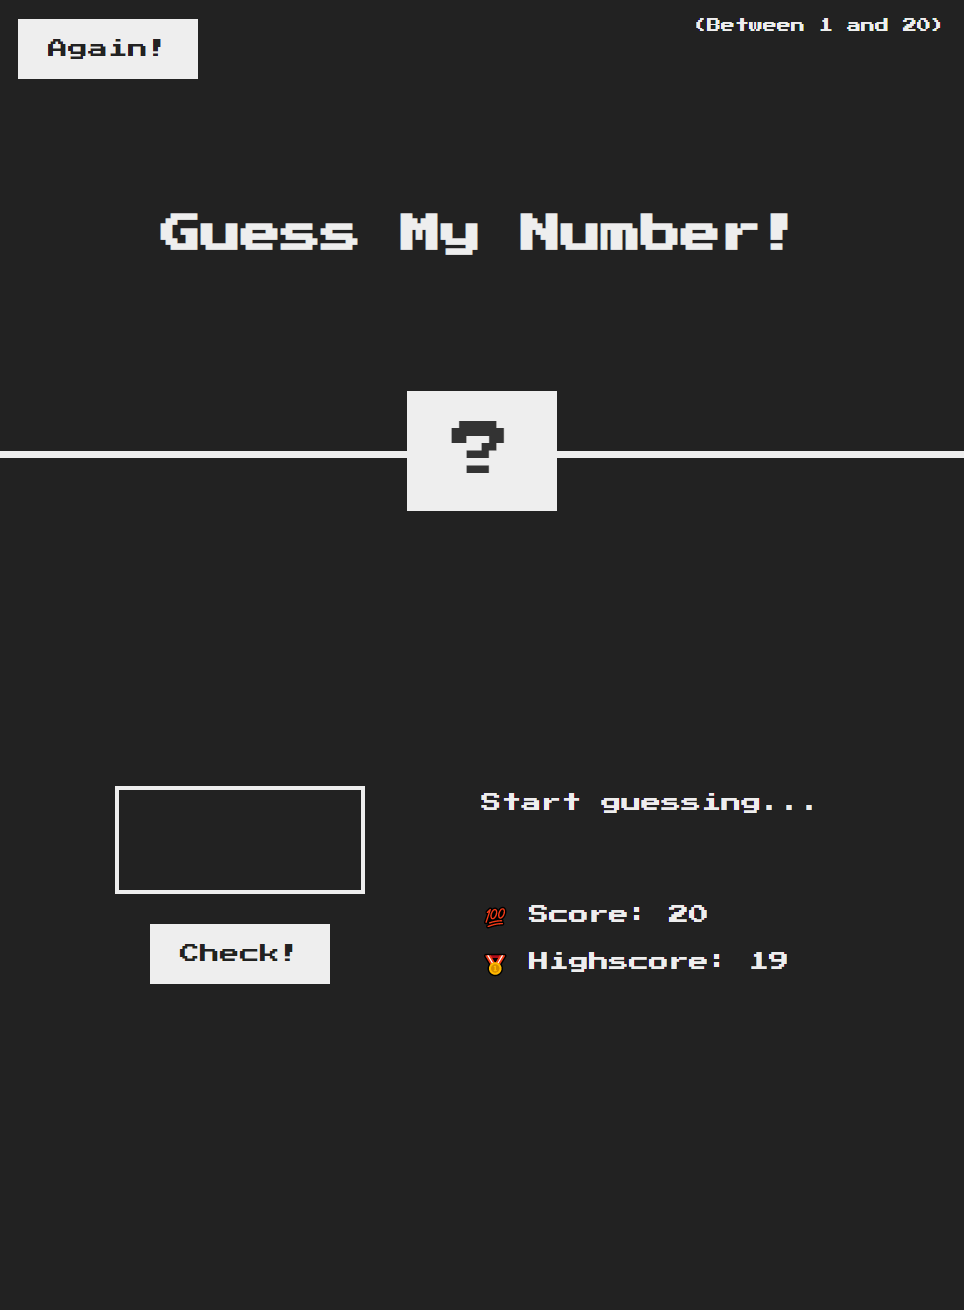 Again!
(Between 1 and 20)
Guess My Number!
?
Start guessing...
Check!
💯 Score: 20
🥇 Highscore: 19